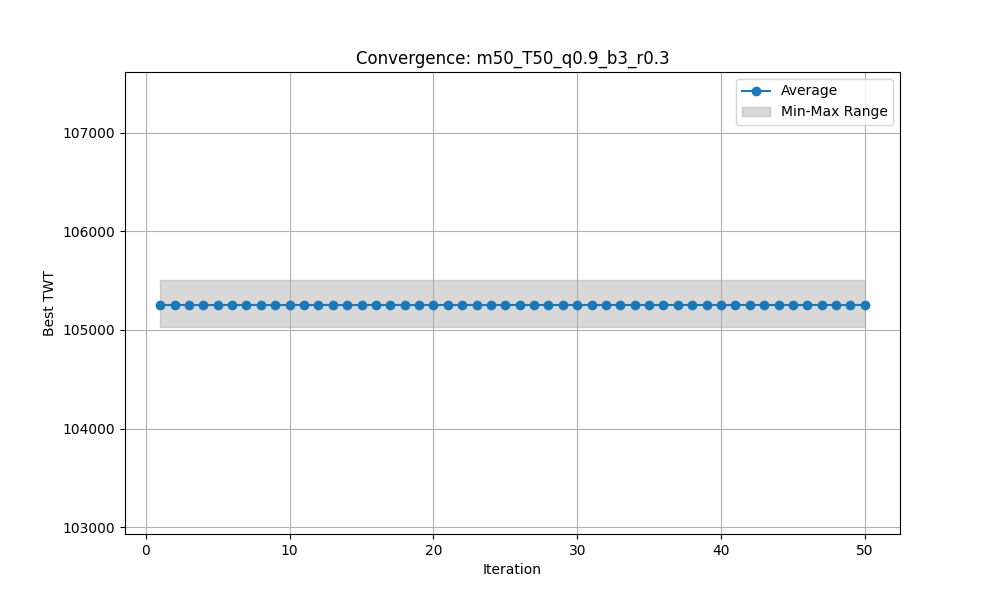 Convergence: m50_T50_q0.9_b3_r0.3
Average
Min-Max Range
107000
106000
105000
104000
103000
Best TWT
0 10 20 30 40 50
Iteration